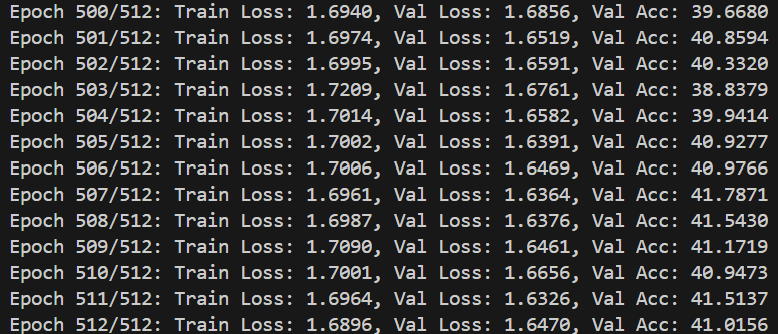 Epoch 500/512: Train Loss: 1.6940, Val Loss: 1.6856, Val Acc: 39.6680
Epoch 501/512: Train Loss: 1.6974, Val Loss: 1.6519, Val Acc: 40.8594
Epoch 502/512: Train Loss: 1.6995, Val Loss: 1.6591, Val Acc: 40.3320
Epoch 503/512: Train Loss: 1.7209, Val Loss: 1.6761, Val Acc: 38.8379
Epoch 504/512: Train Loss: 1.7014, Val Loss: 1.6582, Val Acc: 39.9414
Epoch 505/512: Train Loss: 1.7002, Val Loss: 1.6391, Val Acc: 40.9277
Epoch 506/512: Train Loss: 1.7006, Val Loss: 1.6469, Val Acc: 40.9766
Epoch 507/512: Train Loss: 1.6961, Val Loss: 1.6364, Val Acc: 41.7871
Epoch 508/512: Train Loss: 1.6987, Val Loss: 1.6376, Val Acc: 41.5430
Epoch 509/512: Train Loss: 1.7090, Val Loss: 1.6461, Val Acc: 41.1719
Epoch 510/512: Train Loss: 1.7001, Val Loss: 1.6656, Val Acc: 40.9473
Epoch 511/512: Train Loss: 1.6964, Val Loss: 1.6326, Val Acc: 41.5137
Epoch 512/512: Train Loss: 1.6896, Val Loss: 1.6470, Val Acc: 41.0156